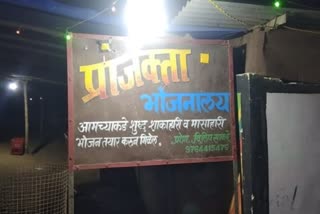 प्राजक्ता
भोजनालय
आमच्याकडे शुध्द शाकाहारी व मासाहारी
भोजन तयार करुन मिळेल.